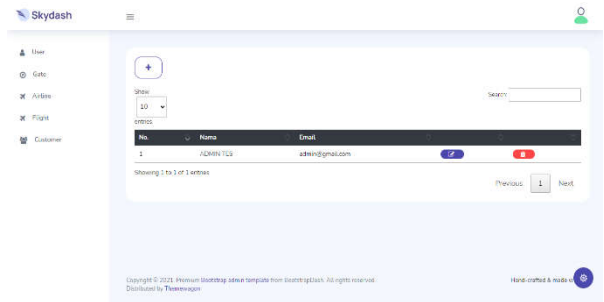 Skydash
User
Gate
Airline
Flight
Customer
+
Show
10
entries
Search:
No. Nama Email
1 ADMIN TES admin@gmail.com
Showing 1 to 1 of 1 entries
Previous 1 Next
Copyright © 2021. Premium Bootstrap admin template from BootstrapDash. All rights reserved.
Distributed by Themewagon
Hand-crafted & made